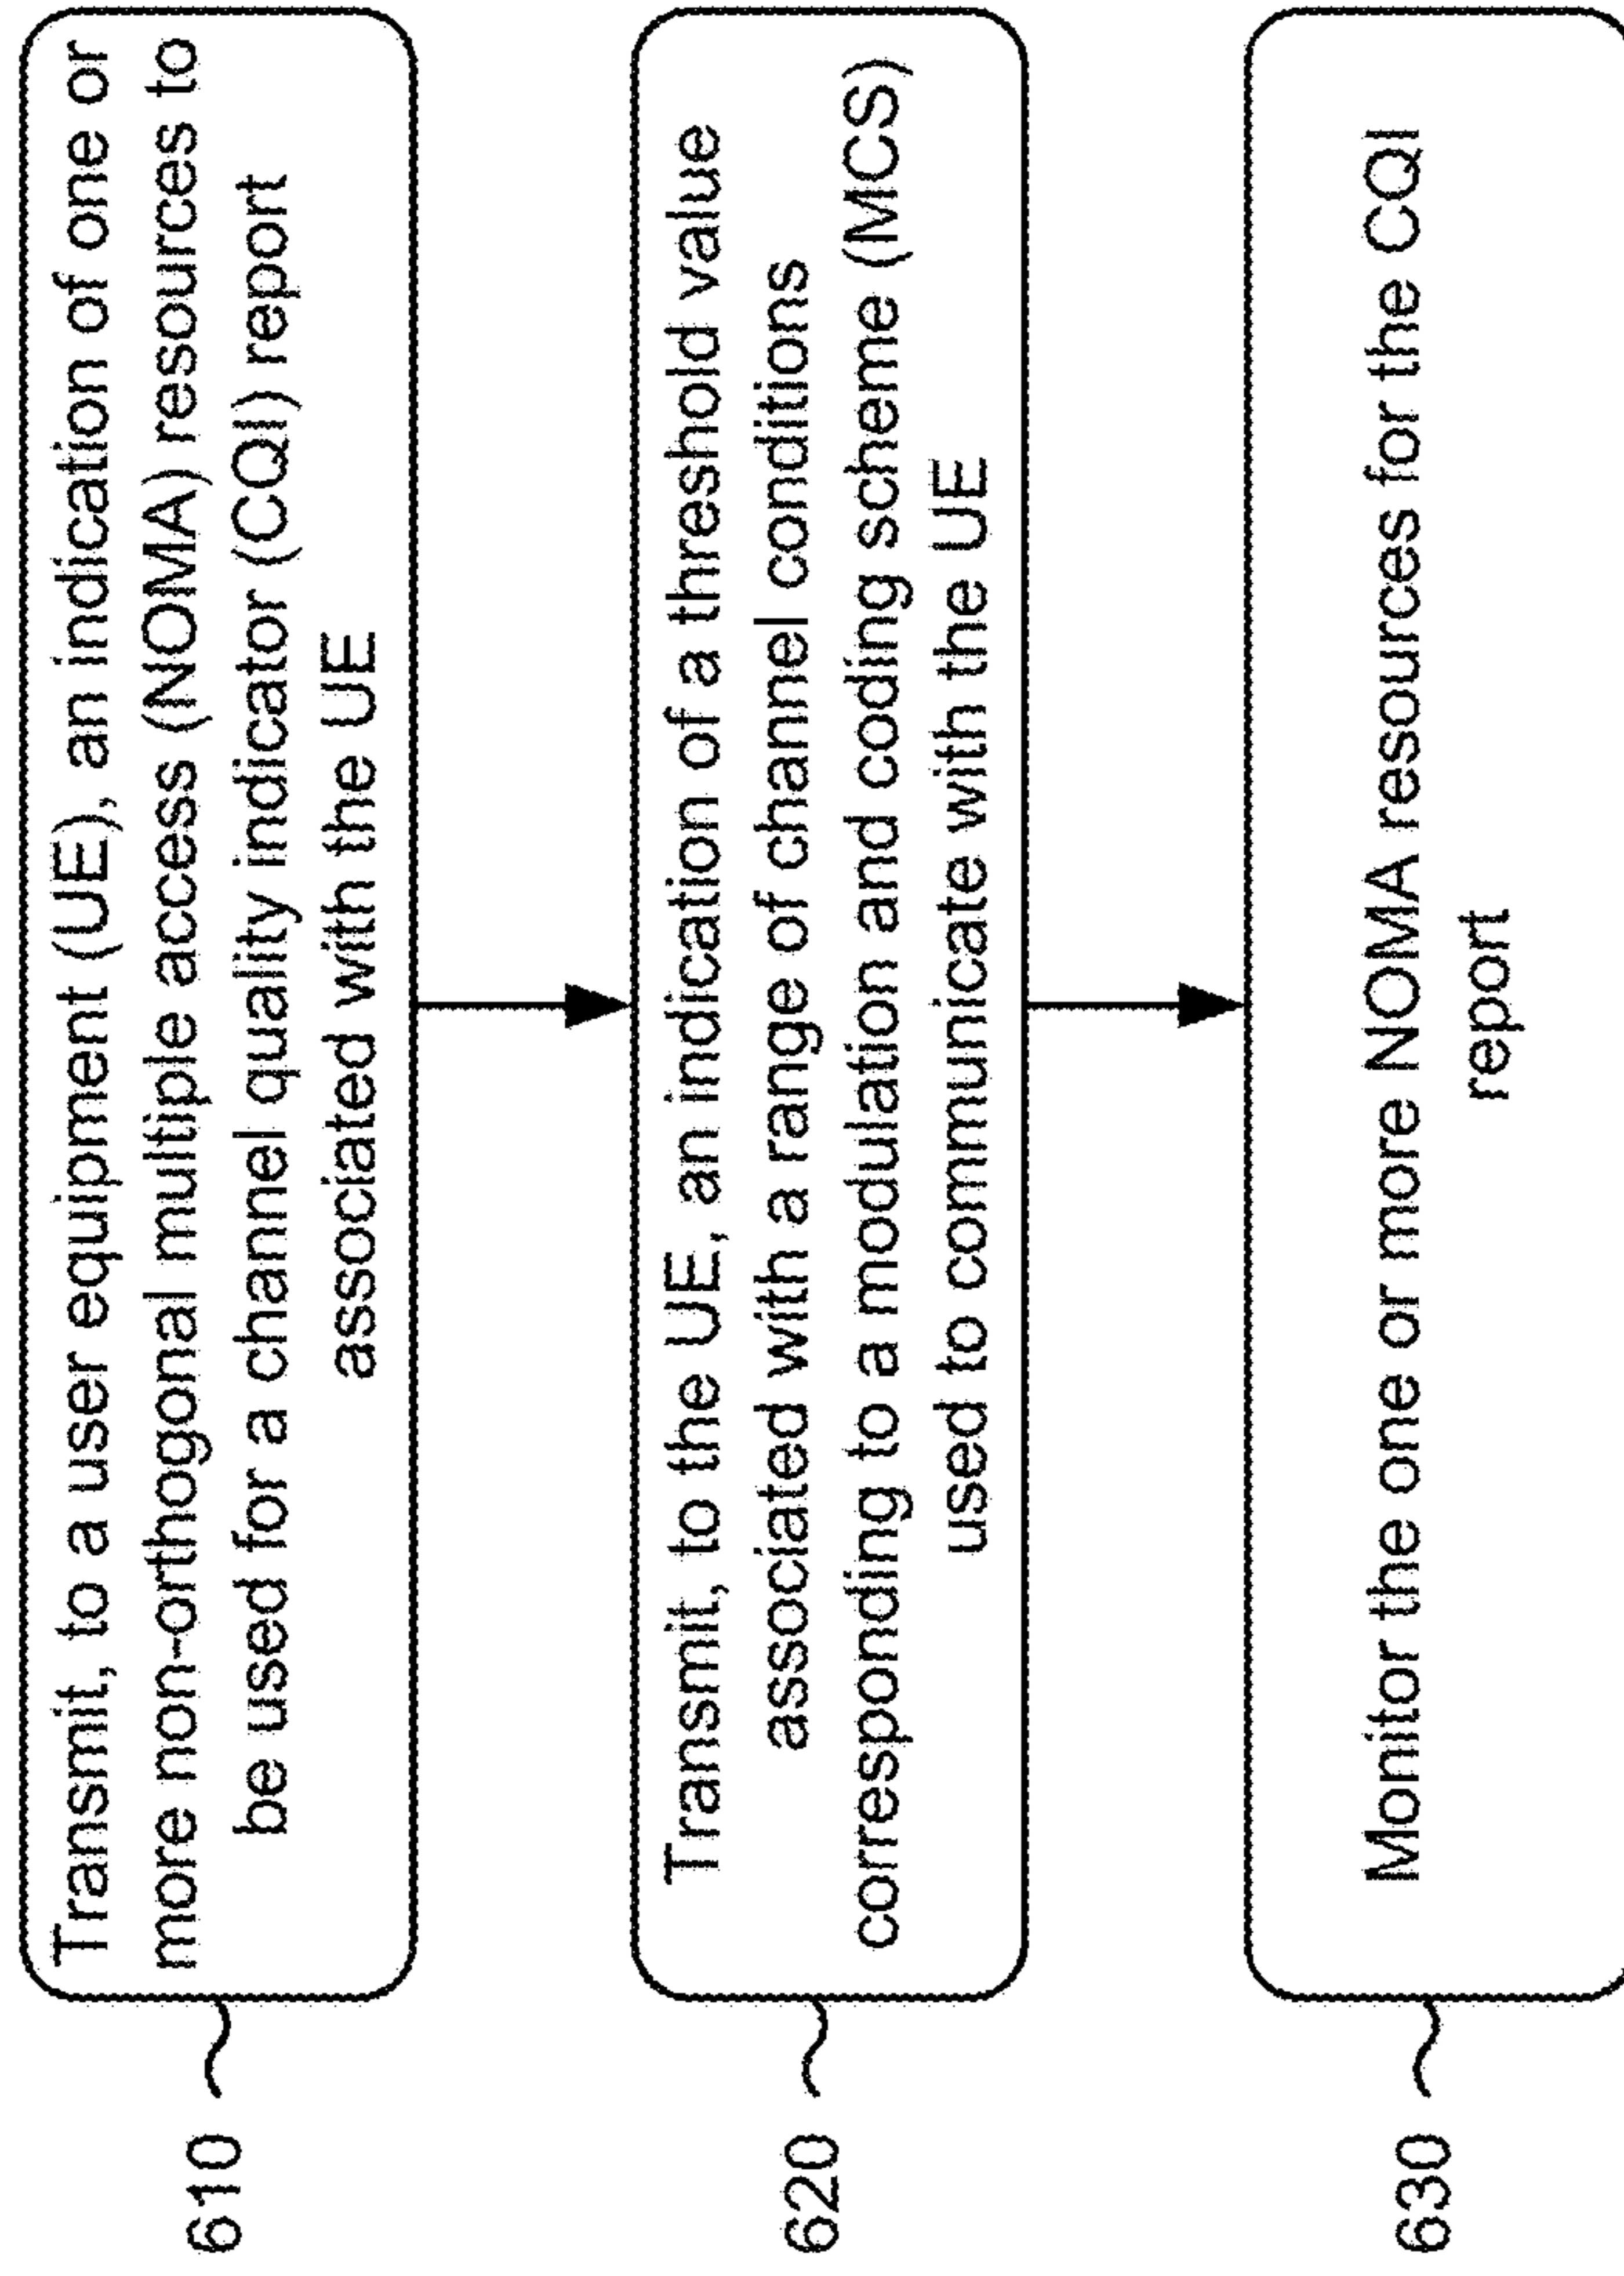 610
Transmit, to a user equipment (UE), an indication of one or
more non-orthogonal multiple access (NOMA) resources to
be used for a channel quality indicator (CQI) report
associated with the UE
620
Transmit, to the UE, an indication of a threshold value
associated with a range of channel conditions
corresponding to a modulation and coding scheme (MCS)
used to communicate with the UE
630
Monitor the one or more NOMA resources for the CQI
report